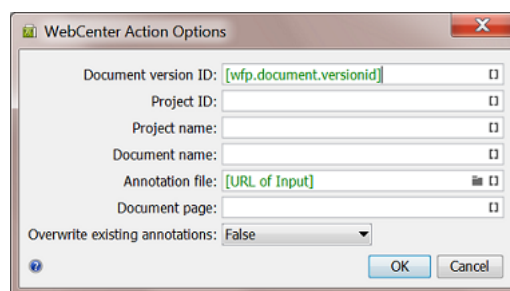 WebCenter Action Options
Document version ID: [wfp.document.versionid]
Project ID:
Project name:
Document name:
Annotation file: [URL of Input]
Document page:
Overwrite existing annotations: False
OK Cancel